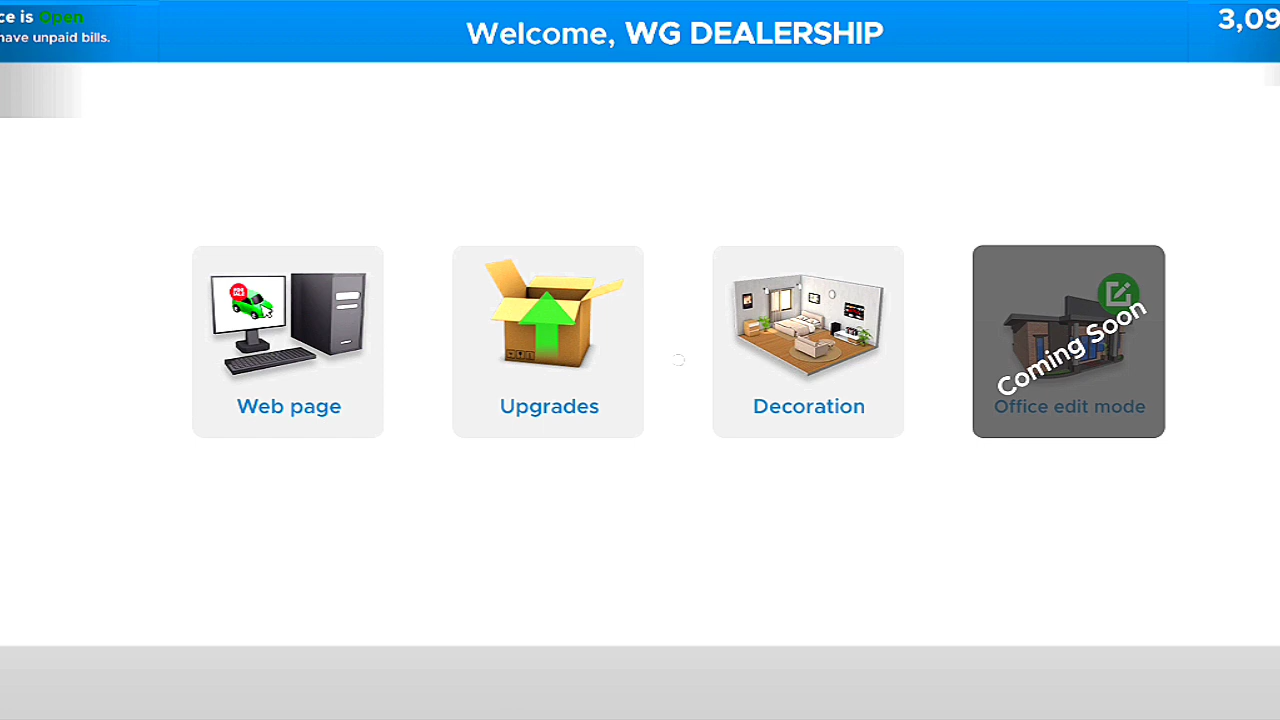 ce is Open
have unpaid bills.
Welcome, WG DEALERSHIP
3,09
Web page
Upgrades
Decoration
Coming Soon
Office edit mode